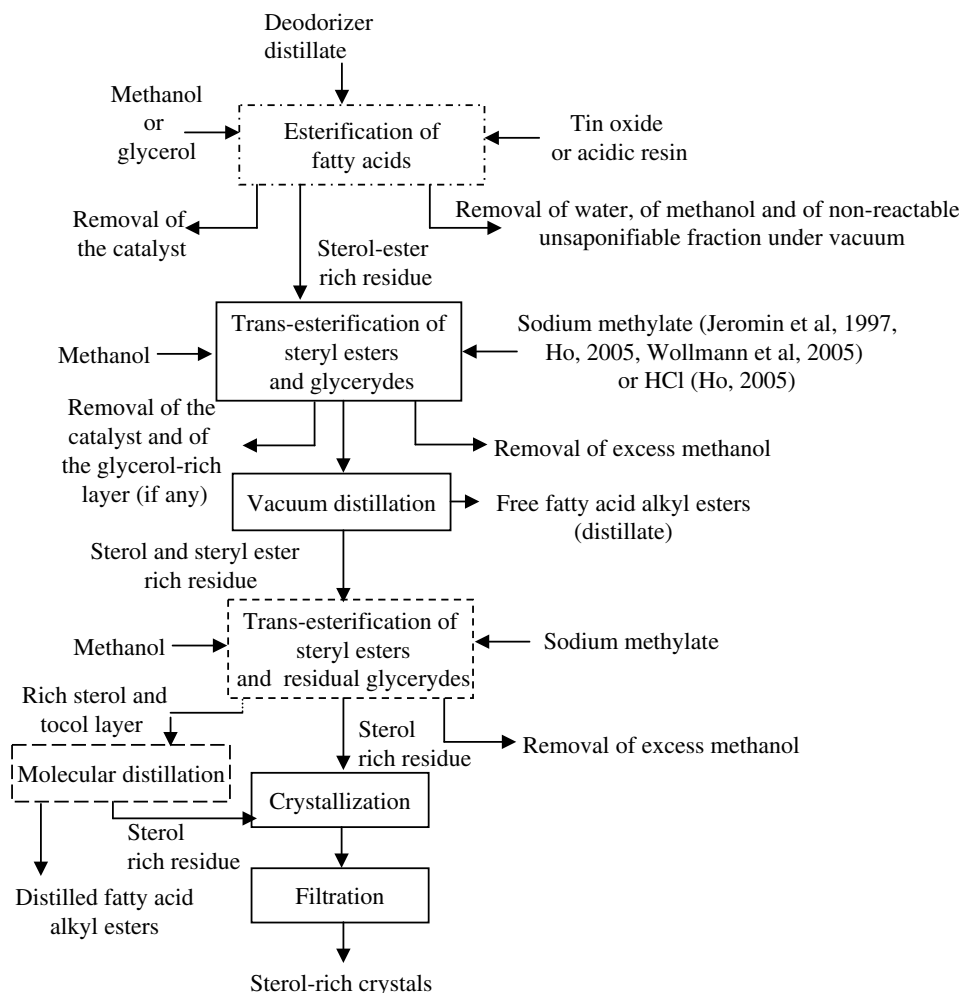 Deodorizer
distillate
Methanol
or
glycerol
Esterification of
fatty acids
Tin oxide
or acidic resin
Removal of
the catalyst
Removal of water, of methanol and of non-reactable
unsaponifiable fraction under vacuum
Sterol-ester
rich residue
Methanol
Trans-esterification of
steryl esters
and glycerydes
Sodium methylate (Jeromin et al, 1997,
Ho, 2005, Wollmann et al, 2005)
or HCl (Ho, 2005)
Removal of the
catalyst and of
the glycerol-rich
layer (if any)
Removal of excess methanol
Vacuum distillation
Free fatty acid alkyl esters
(distillate)
Sterol and steryl ester
rich residue
Methanol
Trans-esterification of
steryl esters
and residual glycerydes
Sodium methylate
Rich sterol and
tocol layer
Sterol
rich residue
Removal of excess methanol
Molecular distillation
Crystallization
Sterol
rich residue
Distilled fatty acid
alkyl esters
Filtration
Sterol-rich crystals